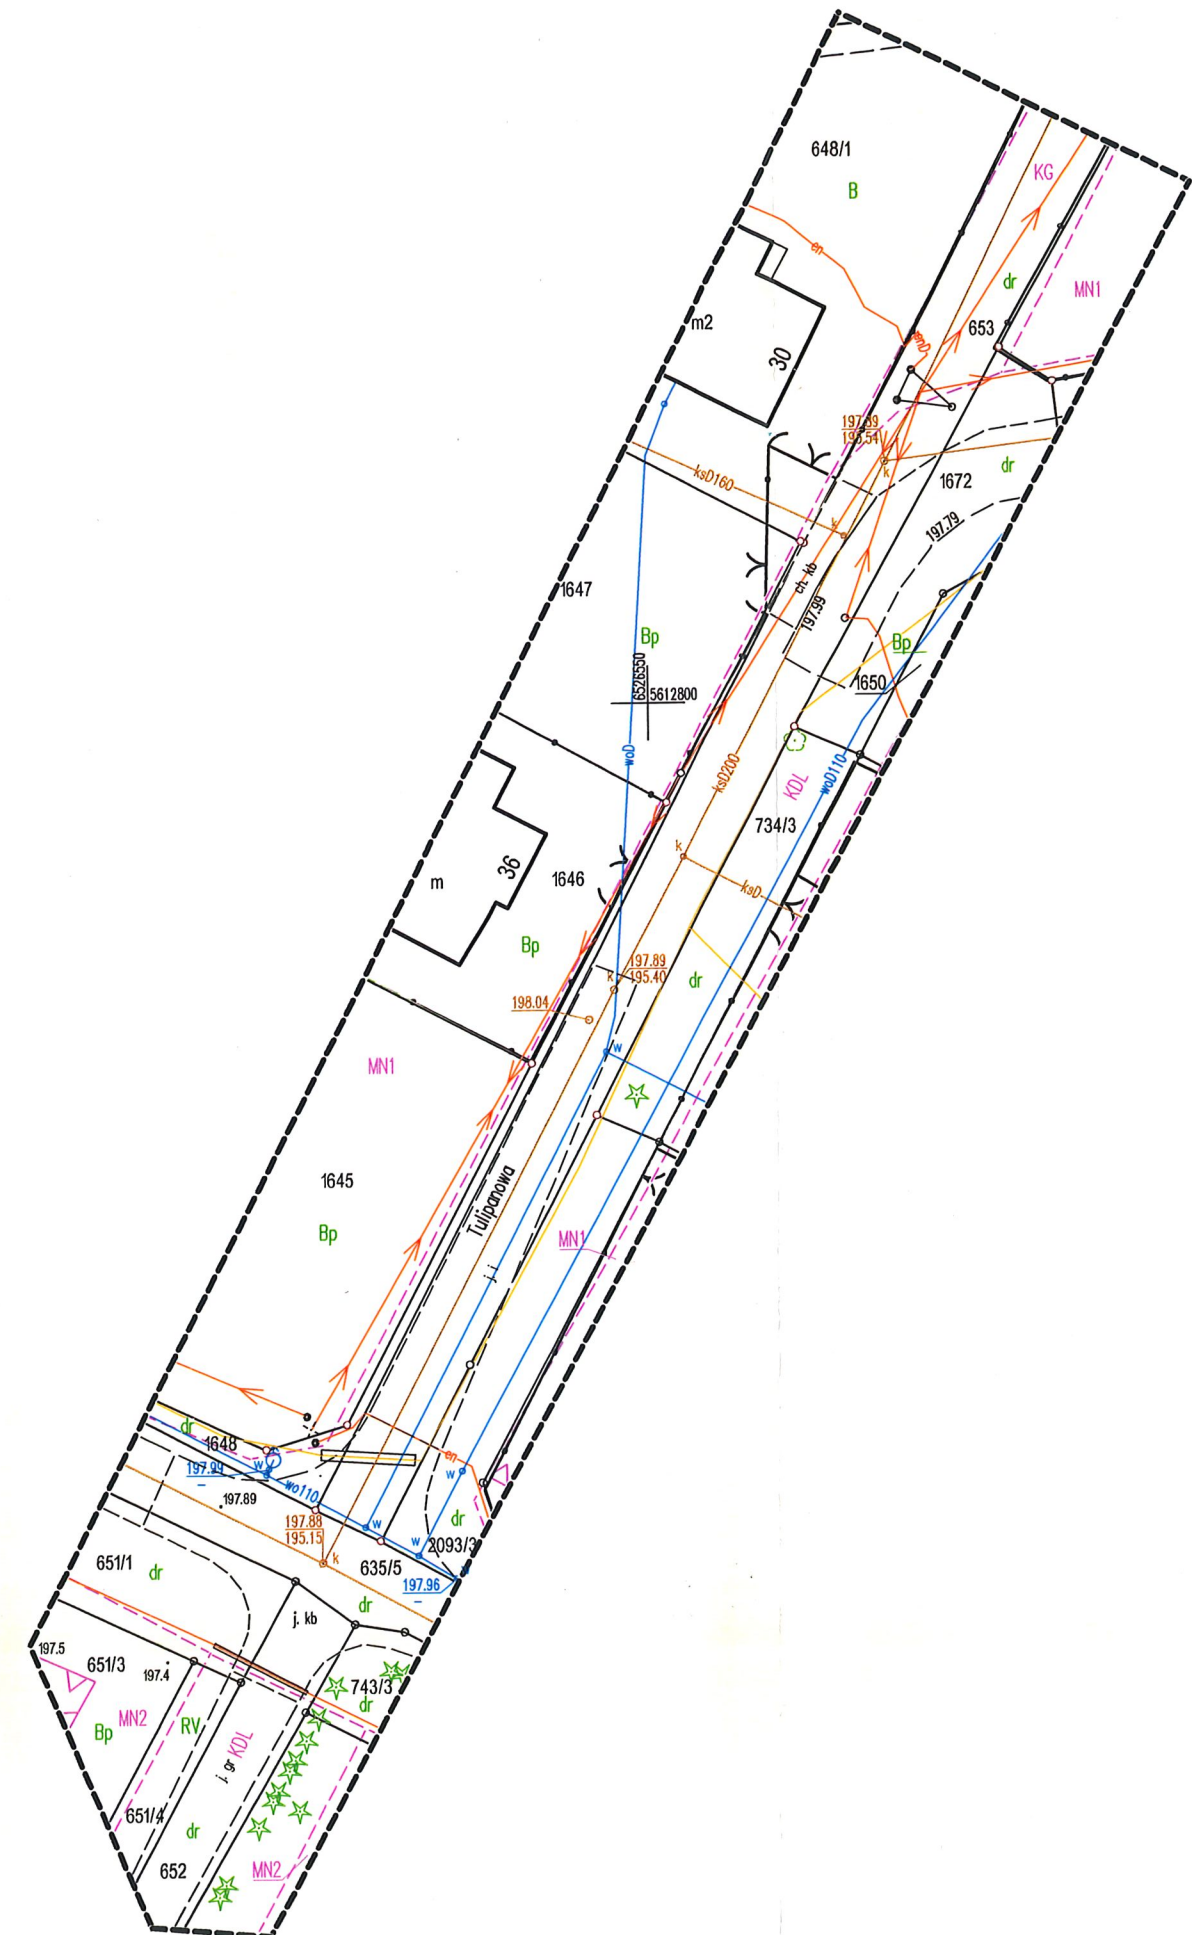 648/1
KG
B
en
dr
MN1
m2
653
30
197.89
195.54
k
dr
ksD160
1672
k
197.79
ch. kb
1647
197.99
Bp
Bp
6526550
5612800
1650
woD
ksD200
woD110
KDL
734/3
k
36
m
1646
ksD
Bp
197.89
195.40
k
dr
198.04
w
MN1
1645
Tulipanowa
Bp
MN1
j. i
dr
1648
en
w
w
197.99
wo110
197.89
197.88
195.15
w
w
dr
2093/3
k
635/5
651/1
dr
197.96
dr
j. kb
197.5
651/3
197.4
743/3
dr
MN2
RV
Bp
KDL
j. gr
651/4
dr
652
MN2